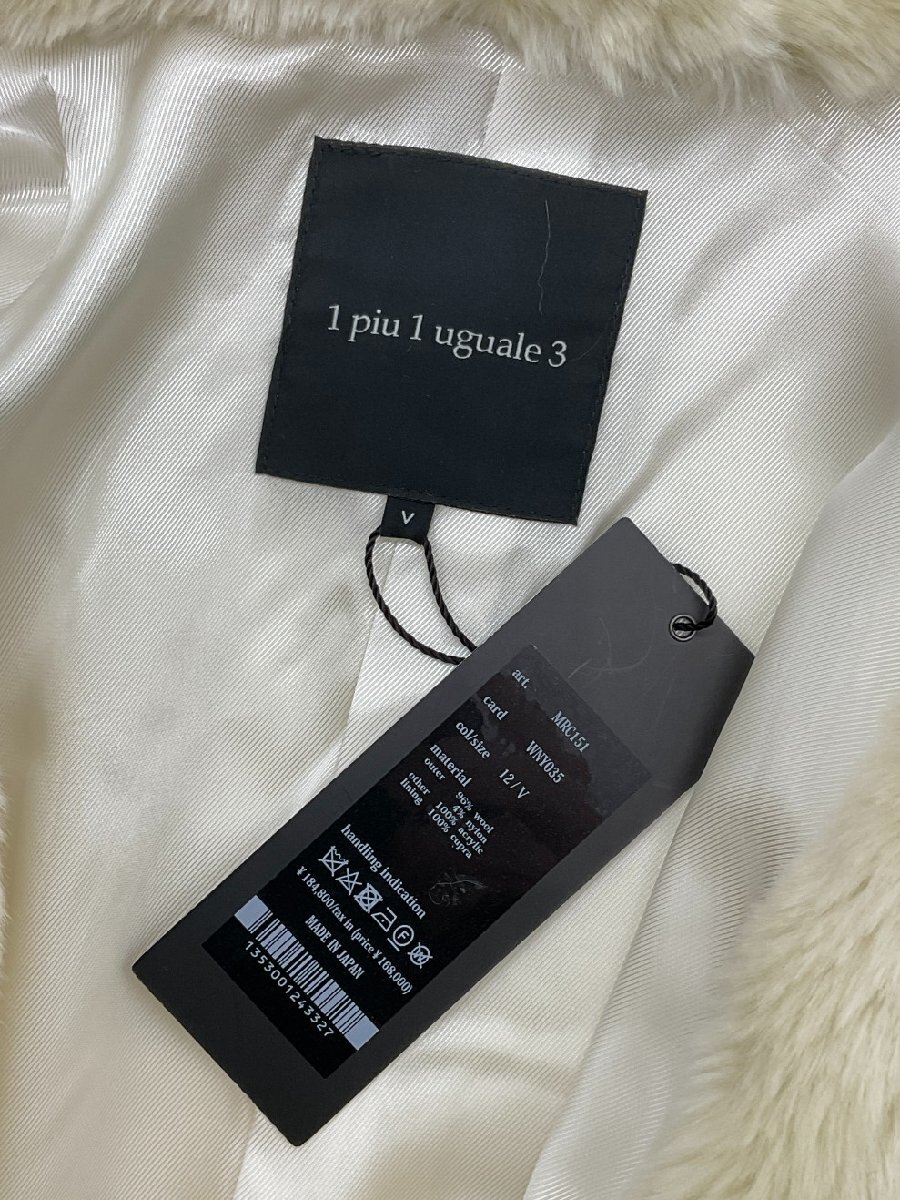 1 piu 1 uguale 3
V
art. MRC151
card WNY035
col/size 12/V
material
outer 96% wool
4% nylon
other 100% acrylic
lining 100% cupra
handling indication
F
¥184,800/tax in (price ¥168,000)
MADE IN JAPAN
1353001243327